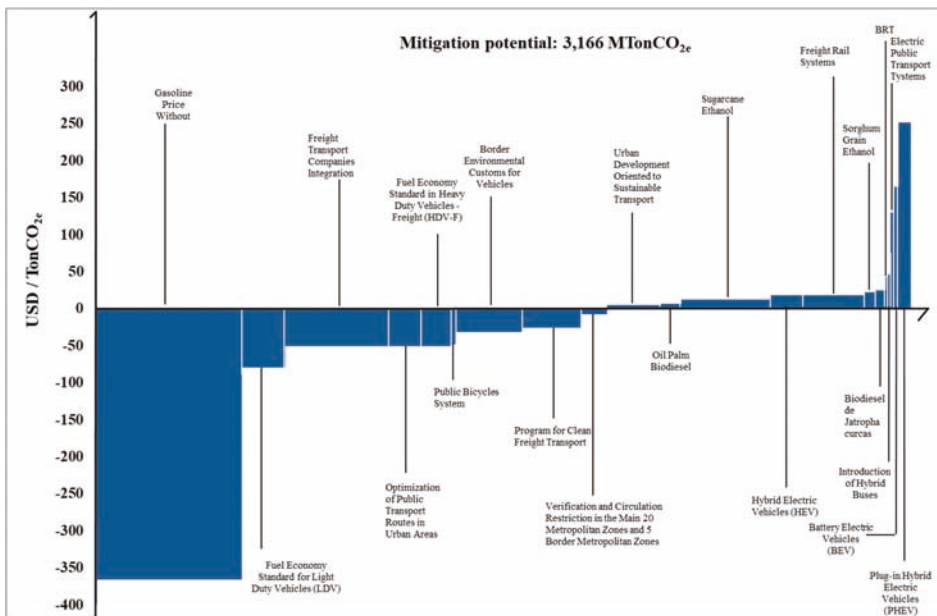 Mitigation potential: 3,166 MTonCO2e
USD / TonCO2e
300
250
200
150
100
50
0
-50
-100
-150
-200
-250
-300
-350
-400
Gasoline
Price
Without
Fuel Economy
Standard for Light
Duty Vehicles (LDV)
Freight
Transport
Companies
Integration
Optimization
of Public
Transport
Routes in
Urban Areas
Fuel Economy
Standard in Heavy
Duty Vehicles -
Freight (HDV-F)
Public Bicycles
System
Border
Environmental
Customs for
Vehicles
Program for Clean
Freight Transport
Verification and Circulation
Restriction in the Main 20
Metropolitan Zones and 5
Border Metropolitan Zones
Urban
Development
Oriented to
Sustainable
Transport
Oil Palm
Biodiesel
Sugarcane
Ethanol
Hybrid Electric
Vehicles (HEV)
Freight Rail
Systems
Sorghum
Grain
Ethanol
Biodiesel
de
Jatropha
curcas
BRT
Introduction
of Hybrid
Buses
Electric
Public
Transport
Tystems
Battery Electric
Vehicles
(BEV)
Plug-in Hybrid
Electric
Vehicles
(PHEV)